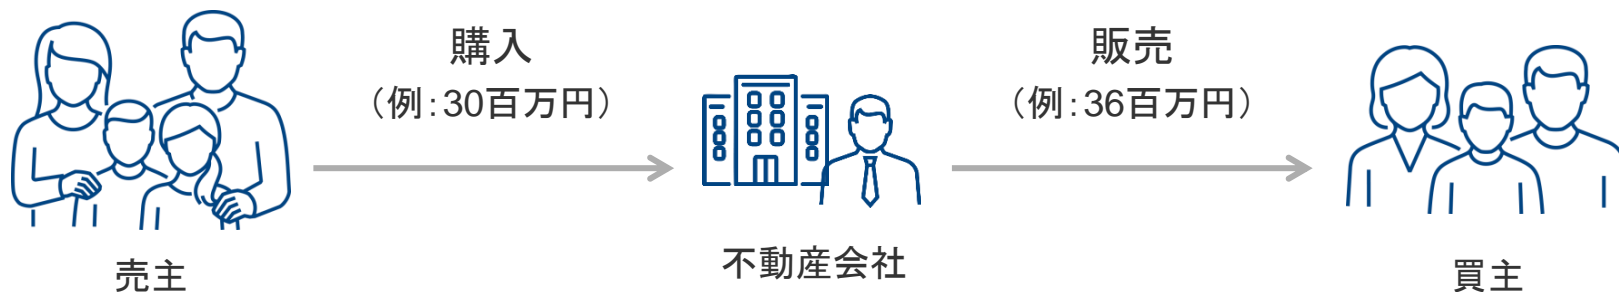 購入
（例：30百万円）
販売
（例：36百万円）
売主
不動産会社
買主